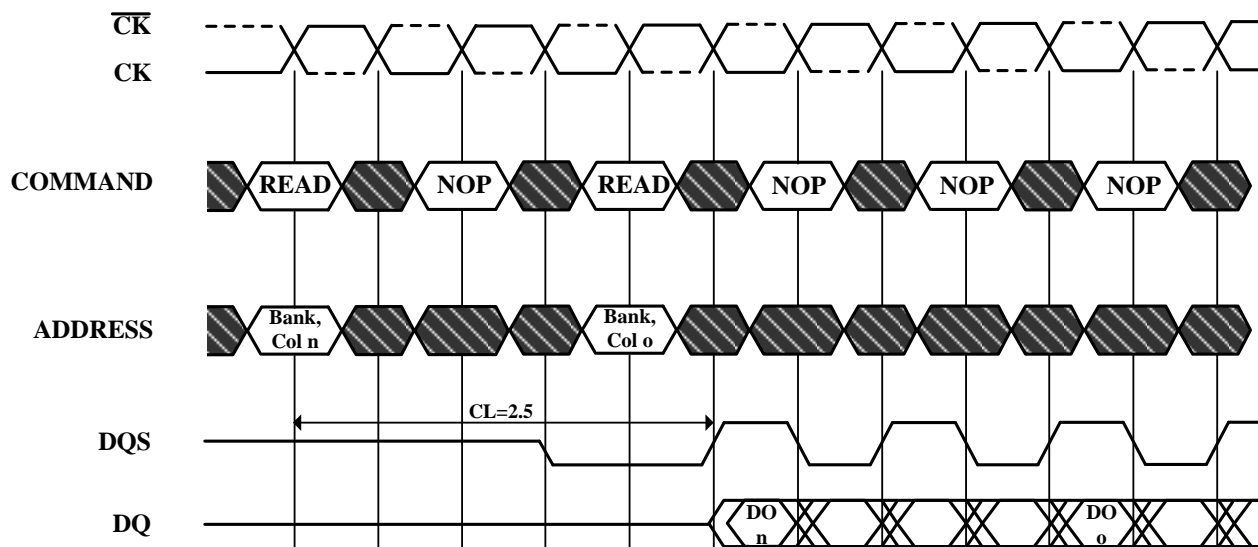 CK
CK
COMMAND
READ
NOP
READ
NOP
NOP
NOP
ADDRESS
Bank,
Col n
Bank,
Col o
CL=2.5
DQS
DQ
DO
n
DO
o